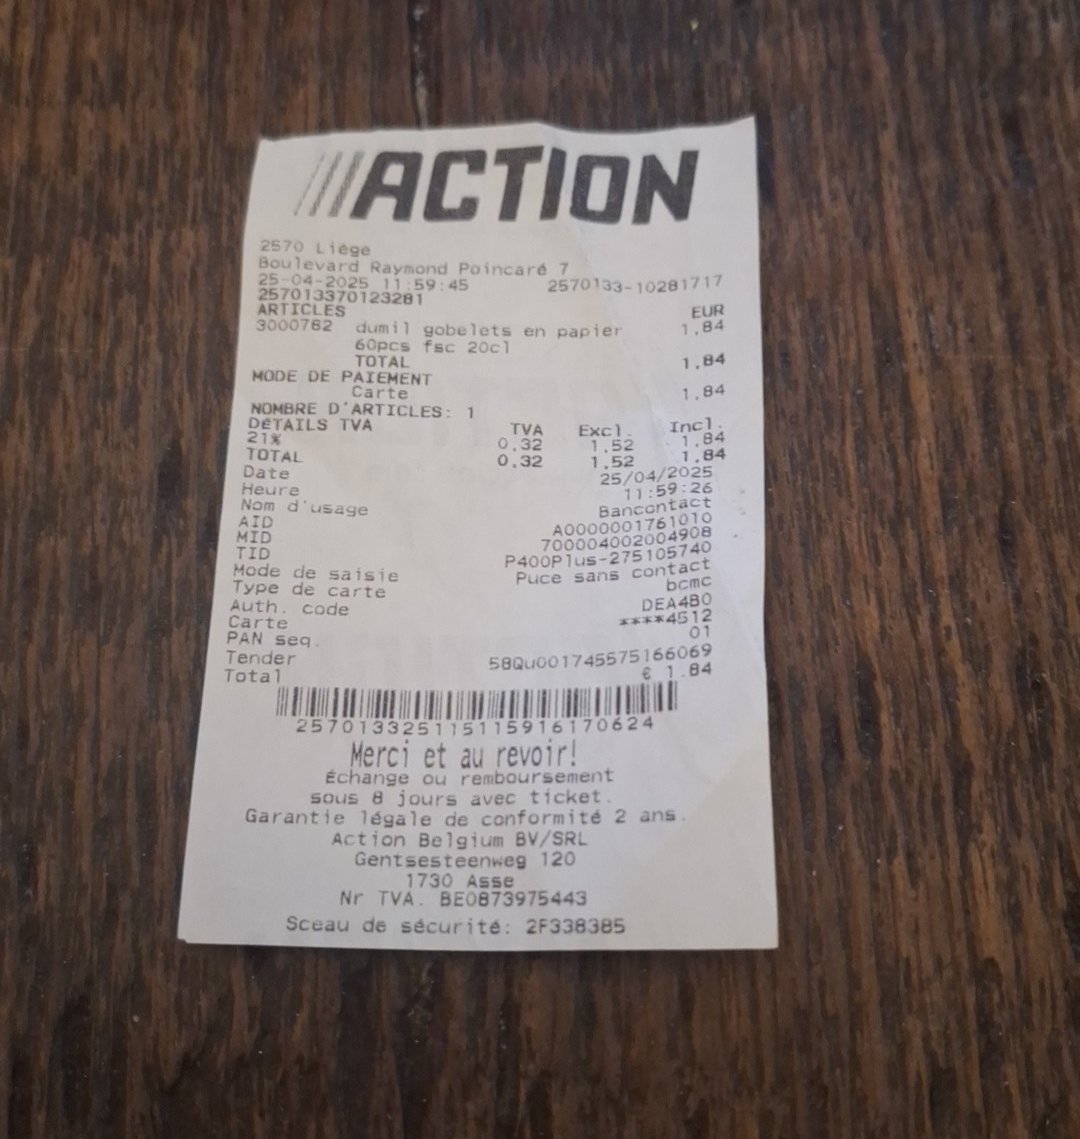 ACTION
2570 Liège
Boulevard Raymond Poincaré 7
25-04-2025 11:59:45 2570133-10281717
257013370123281
ARTICLES EUR
3000762 dumil gobelets en papier 1,84
60pcs fsc 20cl
TOTAL 1,84
MODE DE PAIEMENT
Carte 1,84
NOMBRE D'ARTICLES: 1
DéTAILS TVA TVA Excl. Incl.
21% 0.32 1.52 1.84
TOTAL 0.32 1.52 1.84
Date 25/04/2025
Heure 11:59:26
Nom d'usage Bancontact
AID A0000001761010
MID 700004002004908
TID P400Plus-275105740
Mode de saisie Puce sans contact
Type de carte bcmc
Auth. code DEA4B0
Carte ****4512
PAN seq. 01
Tender 58Qu001745575166069
Total € 1.84
257013325115115916170624
Merci et au revoir!
Échange ou remboursement
sous 8 jours avec ticket.
Garantie légale de conformité 2 ans.
Action Belgium BV/SRL
Gentsesteenweg 120
1730 Asse
Nr TVA. BE0873975443
Sceau de sécurité: 2F338385